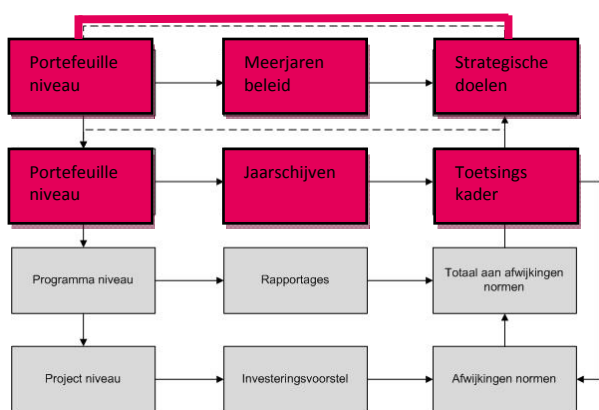 Portefeuille
niveau
Meerjaren
beleid
Strategische
doelen
Portefeuille
niveau
Jaarschijven
Toetsings
kader
Programma niveau
Rapportages
Totaal aan afwijkingen
normen
Project niveau
Investeringsvoorstel
Afwijkingen normen